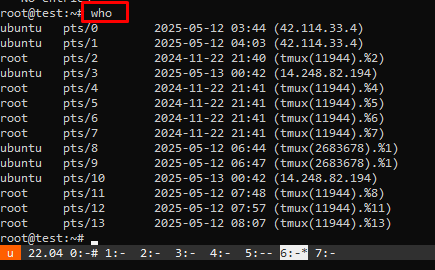 No entry
root@test:~# who
ubuntu   pts/0        2025-05-12 03:44 (42.114.33.4)
ubuntu   pts/1        2025-05-12 04:03 (42.114.33.4)
root     pts/2        2024-11-22 21:40 (tmux(11944).%2)
ubuntu   pts/3        2025-05-13 00:42 (14.248.82.194)
root     pts/4        2024-11-22 21:41 (tmux(11944).%4)
root     pts/5        2024-11-22 21:41 (tmux(11944).%5)
root     pts/6        2024-11-22 21:41 (tmux(11944).%6)
root     pts/7        2024-11-22 21:41 (tmux(11944).%7)
ubuntu   pts/8        2025-05-12 06:44 (tmux(2683678).%1)
ubuntu   pts/9        2025-05-12 06:47 (tmux(2683678).%1)
ubuntu   pts/10       2025-05-13 00:42 (14.248.82.194)
root     pts/11       2025-05-12 07:48 (tmux(11944).%8)
root     pts/12       2025-05-12 07:57 (tmux(11944).%11)
root     pts/13       2025-05-12 08:07 (tmux(11944).%13)
root@test:~#
u 22.04 0:-# 1:- 2:- 3:- 4:- 5:-- 6:-* 7:-